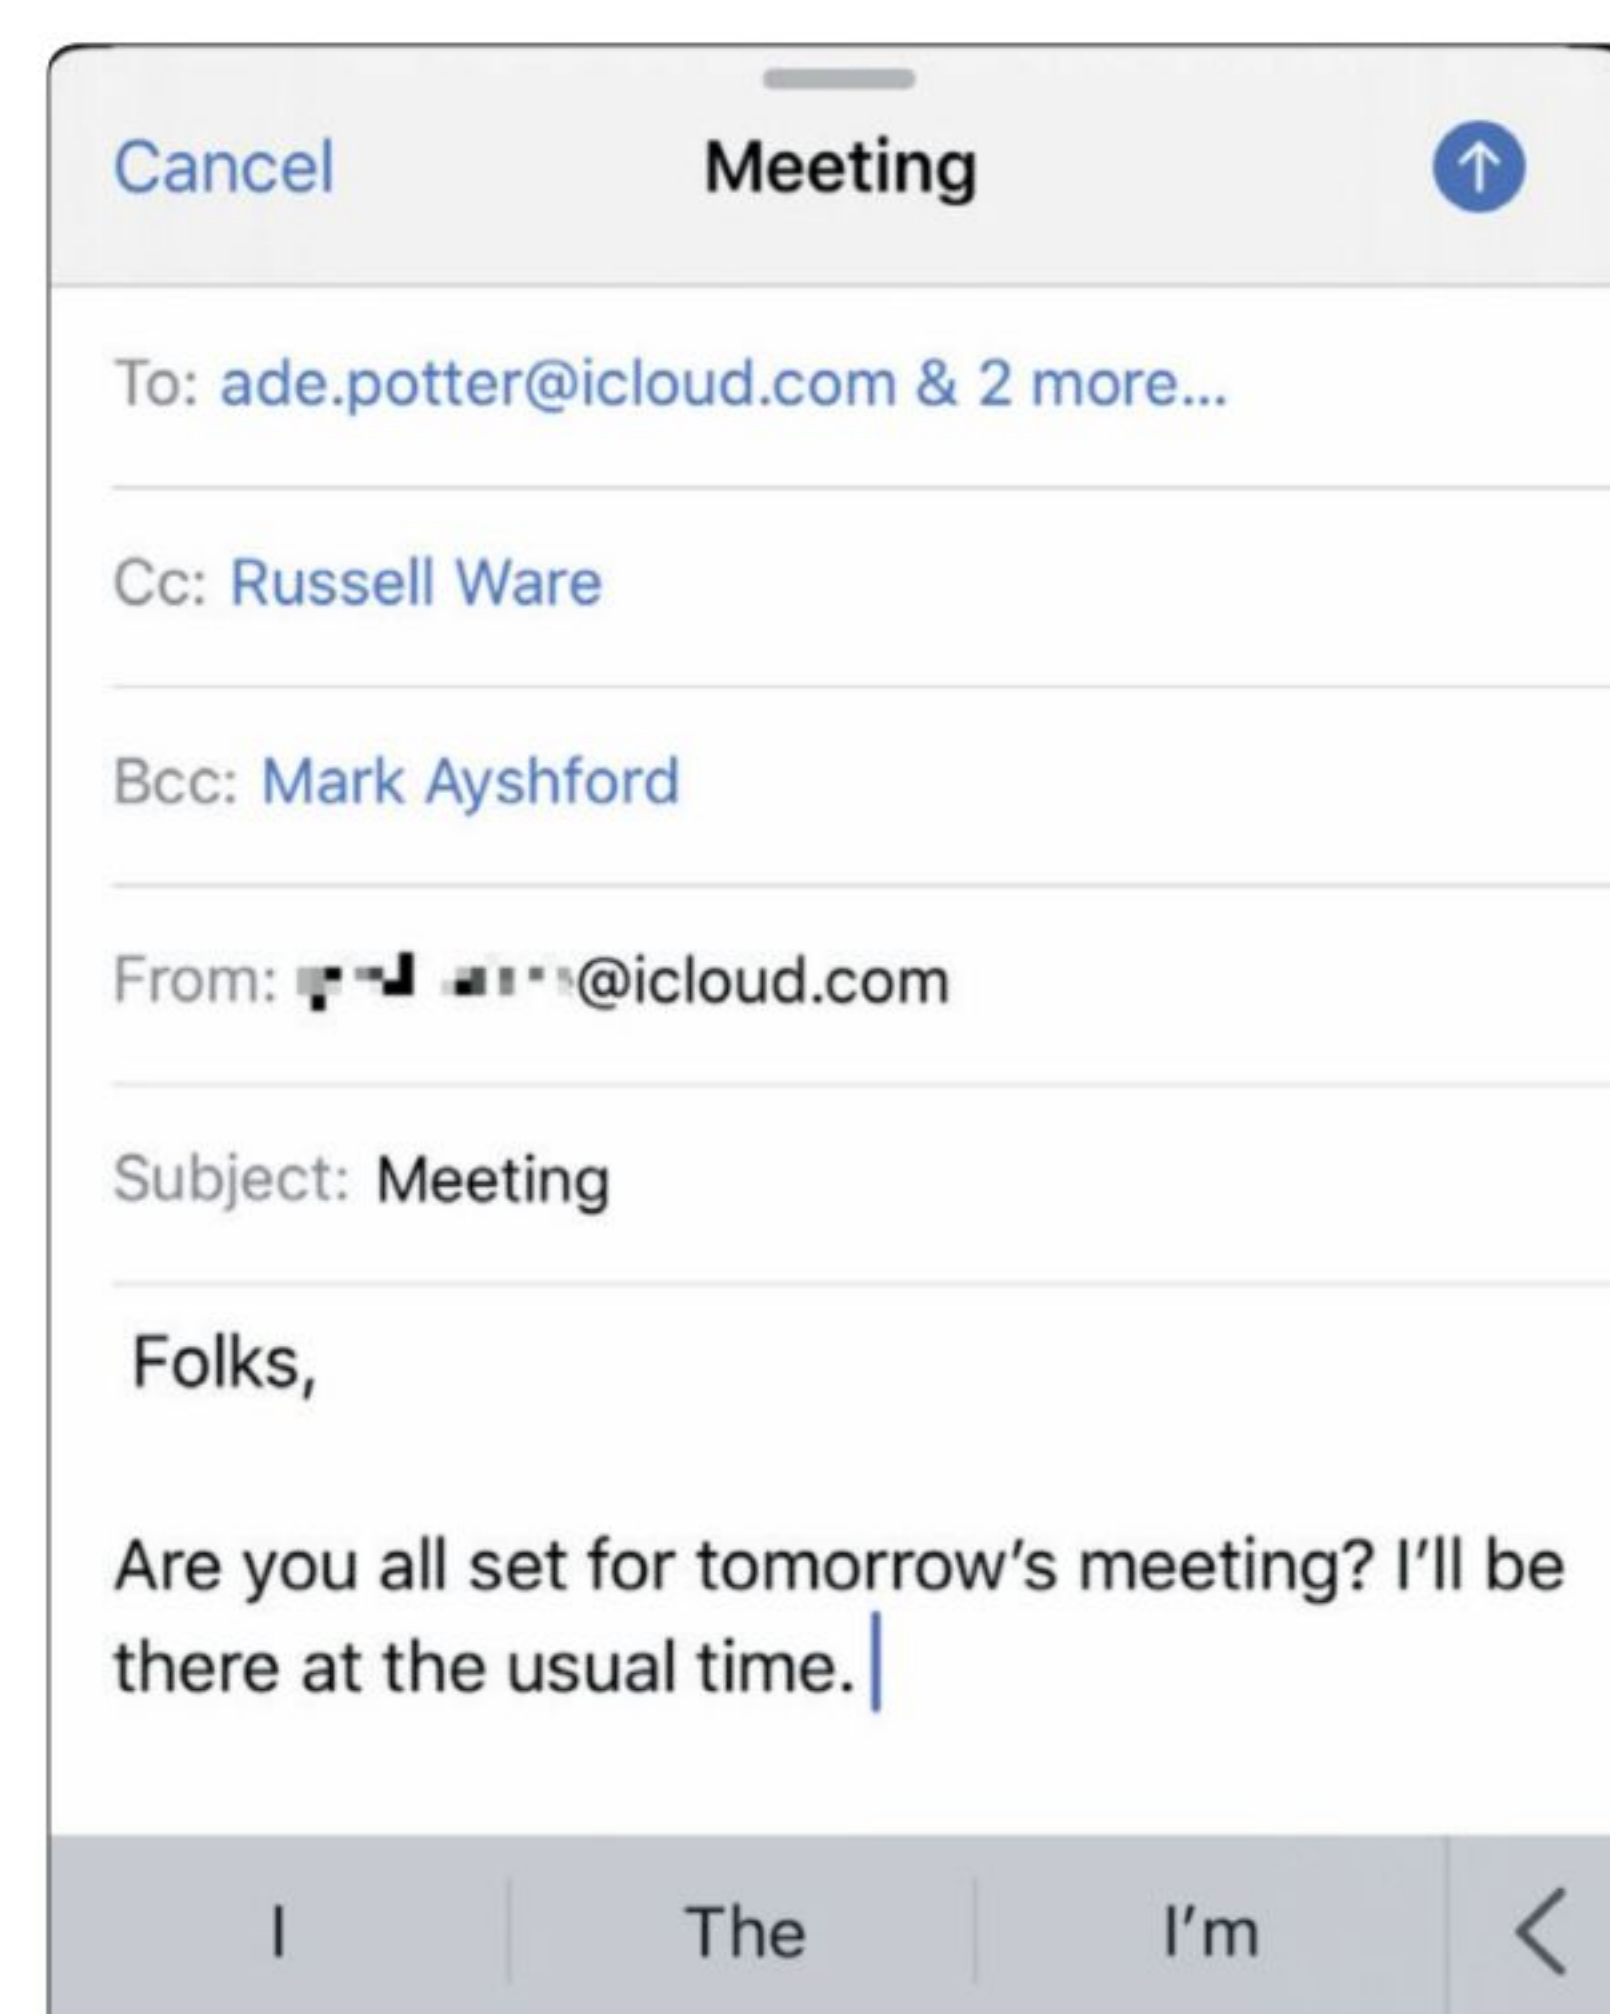 Cancel Meeting
To: ade.potter@icloud.com & 2 more...
Cc: Russell Ware
Bcc: Mark Ayshford
From: @icloud.com
Subject: Meeting
Folks,
Are you all set for tomorrow’s meeting? I’ll be
there at the usual time.
I The I’m